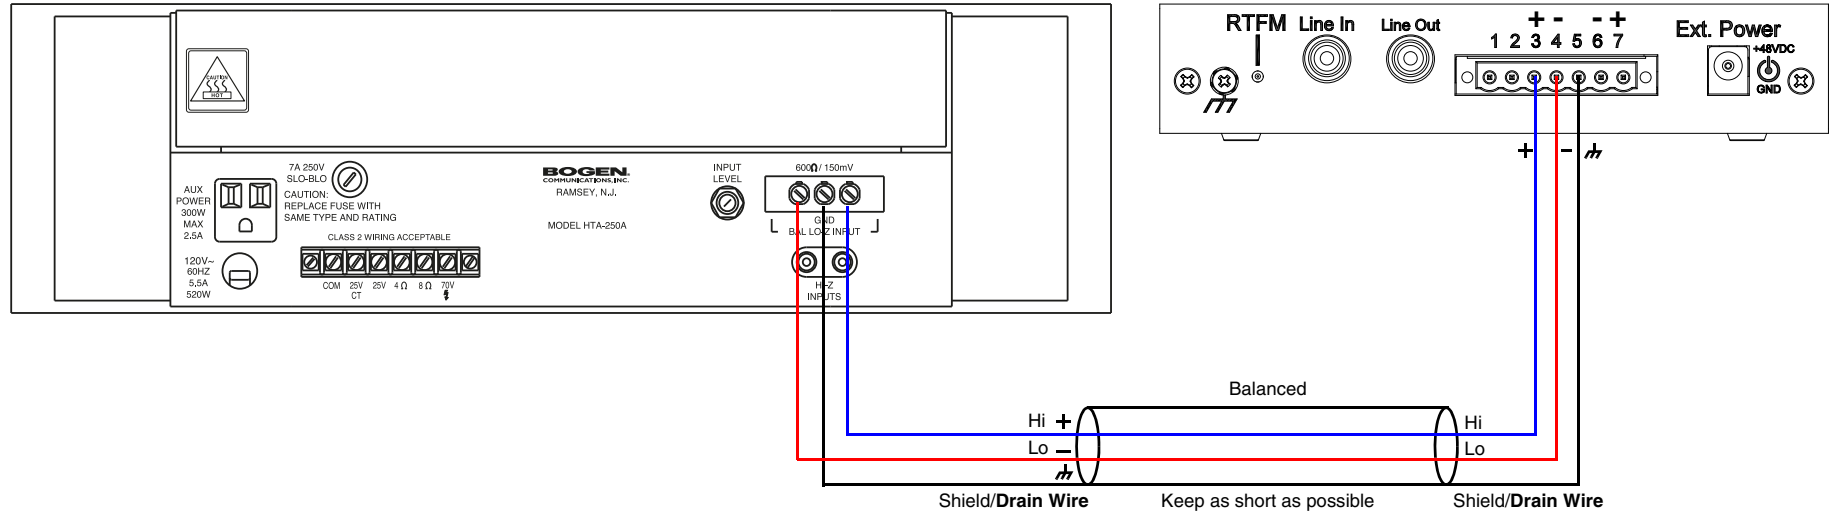 CAUTION
HOT
7A 250V
SLO-BLO
CAUTION:
REPLACE FUSE WITH
SAME TYPE AND RATING
AUX
POWER
300W
MAX
2.5A
120V~
60HZ
5.5A
520W
CLASS 2 WIRING ACCEPTABLE
COM 25V 25V 4 Ω 8 Ω 70V
CT
BOGEN®
COMMUNICATIONS, INC.
RAMSEY, N.J.
MODEL HTA-250A
INPUT
LEVEL
600Ω / 150mV
GND
BAL LO-Z INPUT
HI-Z
INPUTS
RTFM Line In Line Out
+ - - +
1 2 3 4 5 6 7
Ext. Power
+48VDC
GND
+ -
Balanced
Hi + Hi
Lo - Lo
Shield/Drain Wire Keep as short as possible Shield/Drain Wire